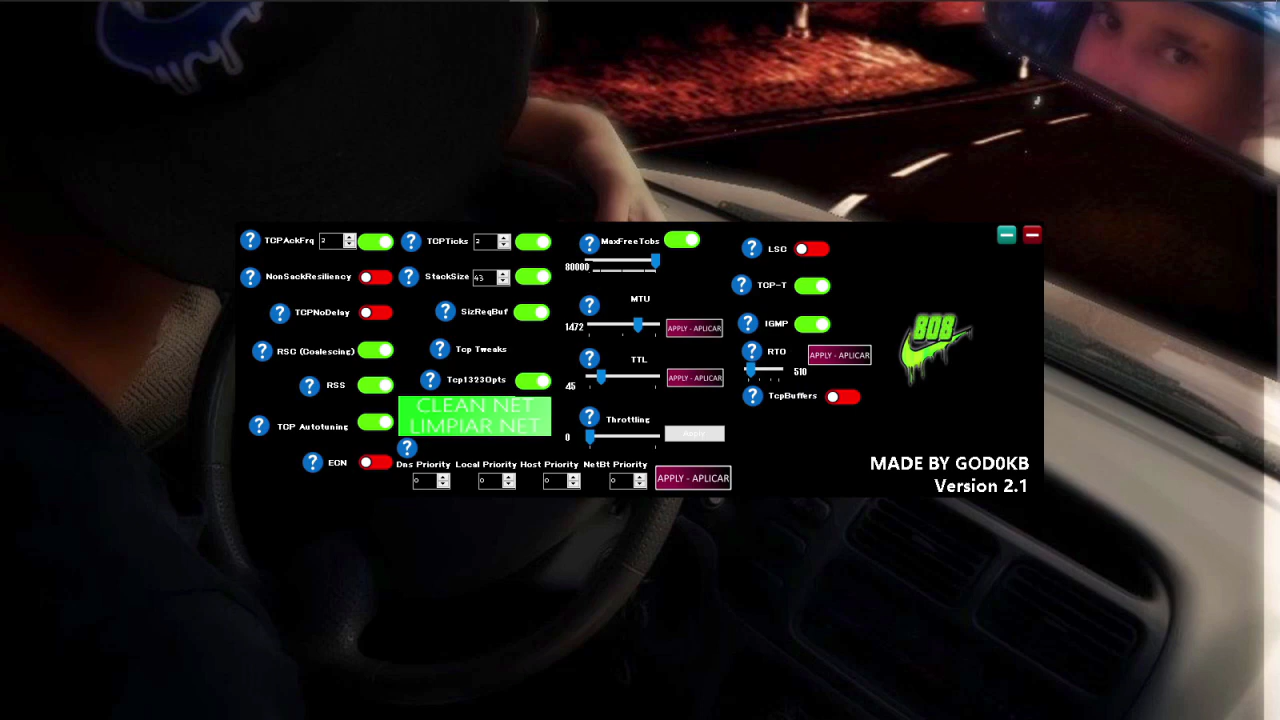 TCPAckFrq 2
TCPTicks 2
MaxFreeTcbs
80000
LSC
NonSackResiliency
StackSize 43
TCP-T
TCPNoDelay
SizReqBuf
MTU
1472
APPLY - APLICAR
IGMP
RSC (Coalescing)
Tcp Tweaks
TTL
45
APPLY - APLICAR
RTO
APPLY - APLICAR
510
RSS
Tcp1323Opts
TcpBuffers
CLEAN NET
LIMPIAR NET
TCP Autotuning
Throttling
0
ECN
Dns Priority Local Priority Host Priority NetBt Priority
0 0 0 0
APPLY - APLICAR
808
MADE BY GOD0KB
Version 2.1